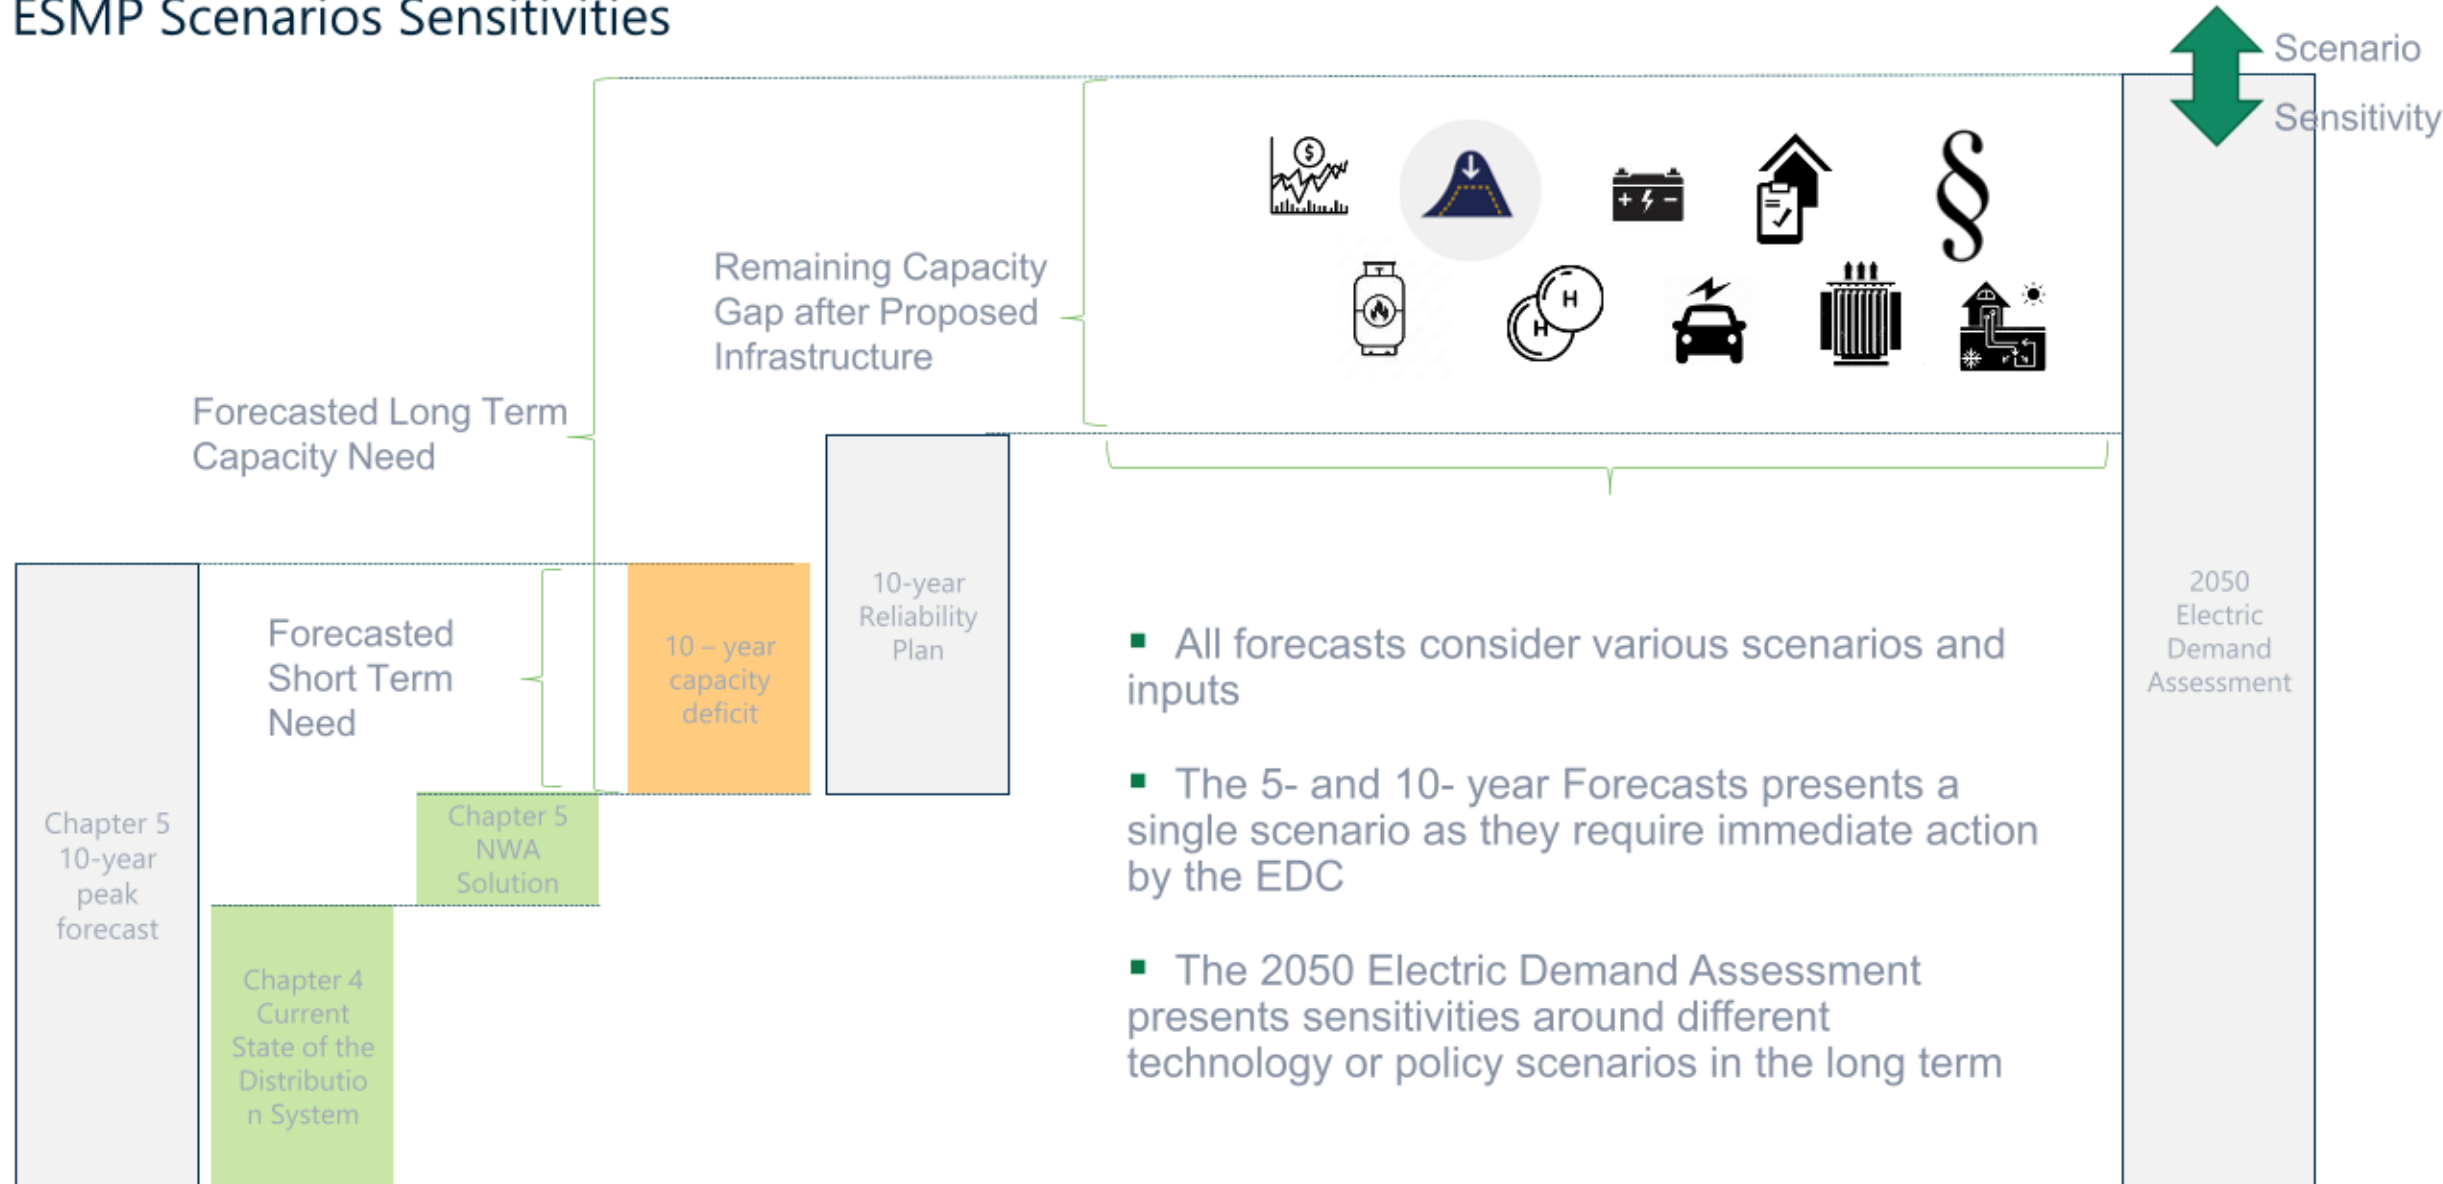 ESMP Scenarios Sensitivities
Scenario
Sensitivity
$
+ -
§
H
H
Remaining Capacity
Gap after Proposed
Infrastructure
Forecasted Long Term
Capacity Need
Forecasted
Short Term
Need
Chapter 5
10-year
peak
forecast
Chapter 4
Current
State of the
Distributio
n System
Chapter 5
NWA
Solution
10 – year
capacity
deficit
10-year
Reliability
Plan
▪ All forecasts consider various scenarios and
inputs
▪ The 5- and 10- year Forecasts presents a
single scenario as they require immediate action
by the EDC
▪ The 2050 Electric Demand Assessment
presents sensitivities around different
technology or policy scenarios in the long term
2050
Electric
Demand
Assessment